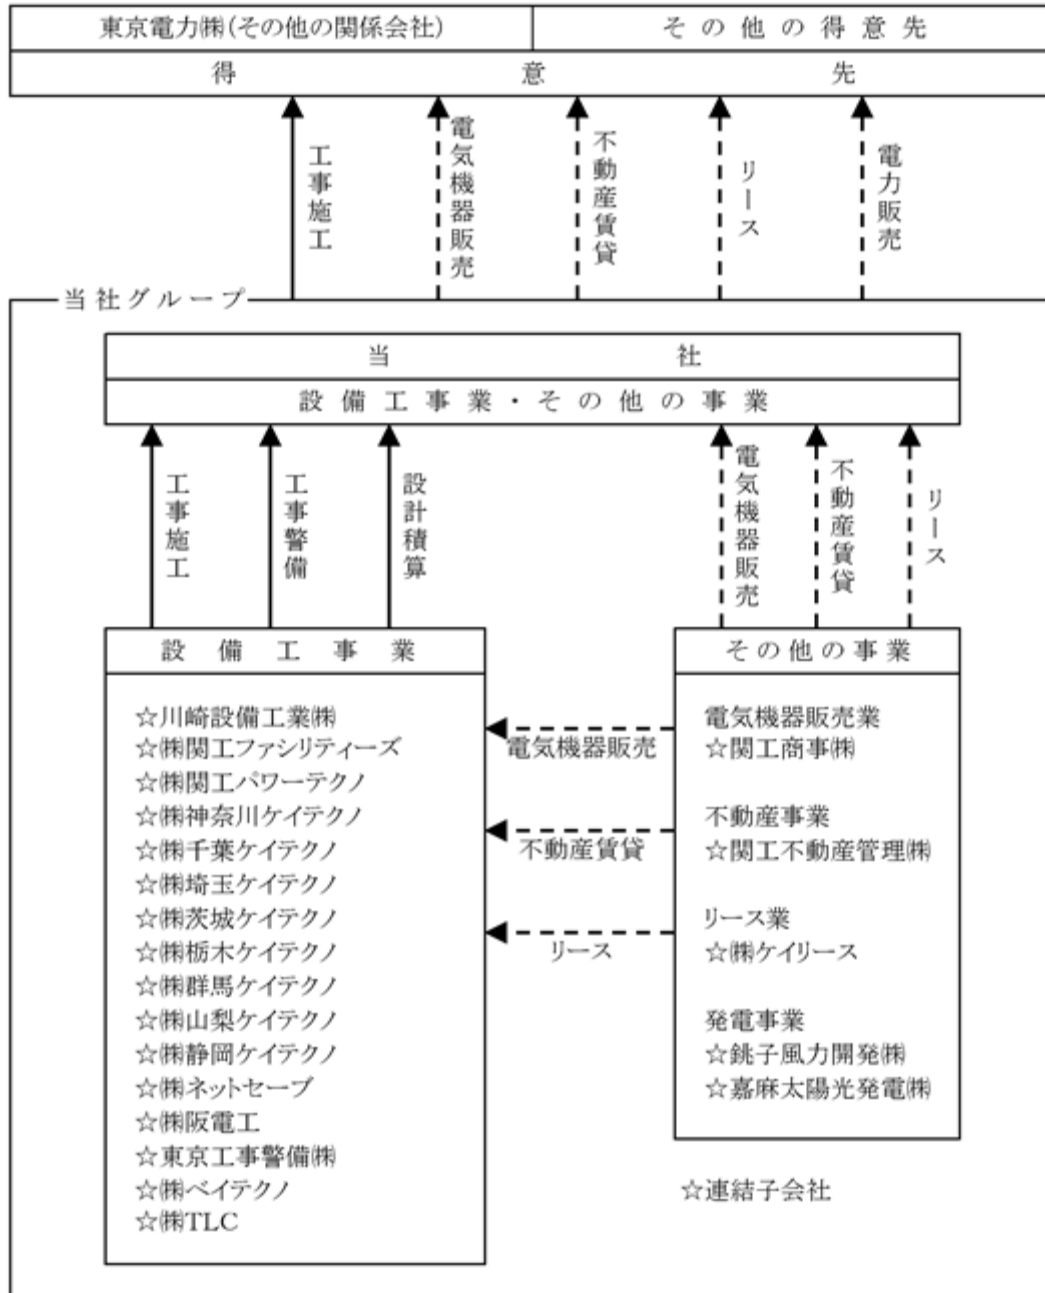 東京電力㈱(その他の関係会社)
その他の得意先
得意先
工事施工
電気機器販売
不動産賃貸
リース
電力販売
当社グループ
当社
設備工事業・その他の事業
工事施工
工事警備
設計積算
電気機器販売
不動産賃貸
リース
設備工事業
☆川崎設備工業㈱
☆㈱関工ファシリティーズ
☆㈱関工パワーテクノ
☆㈱神奈川ケイテクノ
☆㈱千葉ケイテクノ
☆㈱埼玉ケイテクノ
☆㈱茨城ケイテクノ
☆㈱栃木ケイテクノ
☆㈱群馬ケイテクノ
☆㈱山梨ケイテクノ
☆㈱静岡ケイテクノ
☆㈱ネットセーブ
☆㈱阪電工
☆東京工事警備㈱
☆㈱ベイテクノ
☆㈱TLC
電気機器販売
不動産賃貸
リース
その他の事業
電気機器販売業
☆関工商事㈱
不動産事業
☆関工不動産管理㈱
リース業
☆㈱ケイリース
発電事業
☆銚子風力開発㈱
☆嘉麻太陽光発電㈱
☆連結子会社